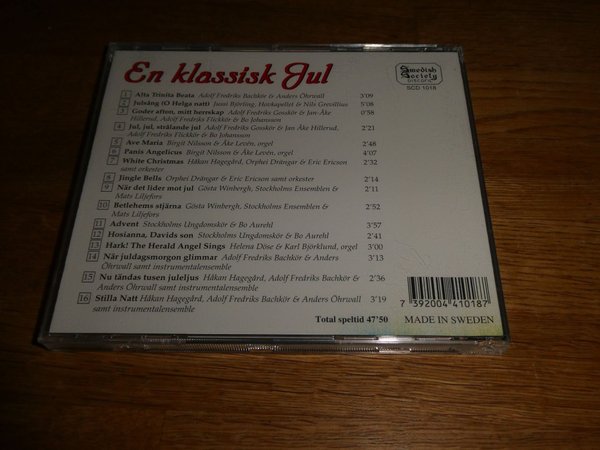 En klassisk Jul
Swedish
Society
DISCOFIL
SCD 1018
1 Alta Trinita Beata Adolf Fredriks Bachkör & Anders Öhrwall 3'09
2 Julsång (O Helga natt) Jussi Björling, Hovkapellet & Nils Grevillius 5'08
3 Goder afton, mitt herrskap Adolf Fredriks Gosskör & Jan-Åke 0'58
Hillerud, Adolf Fredriks Flickkör & Bo Johansson
4 Jul, jul, strålande jul Adolf Fredriks Gosskör & Jan-Åke Hillerud, 2'21
Adolf Fredriks Flickkör & Bo Johansson
5 Ave Maria Birgit Nilsson & Åke Levén, orgel 2'48
6 Panis Angelicus Birgit Nilsson & Åke Levén, orgel 4'07
7 White Christmas Håkan Hagegård, Orphei Drängar & Eric Ericson 2'32
samt orkester
8 Jingle Bells Orphei Drängar & Eric Ericson samt orkester 2'14
9 När det lider mot jul Gösta Winbergh, Stockholms Ensemblen & 2'11
Mats Liljefors
10 Betlehems stjärna Gösta Winbergh, Stockholms Ensemblen & 2'52
Mats Liljefors
11 Advent Stockholms Ungdomskör & Bo Aurehl 3'57
12 Hosianna, Davids son Stockholms Ungdomskör & Bo Aurehl 2'41
13 Hark! The Herald Angel Sings Helena Döse & Karl Björklund, orgel 3'00
14 När juldagsmorgon glimmar Adolf Fredriks Bachkör & Anders 3'13
Öhrwall samt instrumentalensemble
15 Nu tändas tusen juleljus Håkan Hagegård, Adolf Fredriks Bachkör & 2'36
Anders Öhrwall samt instrumentalensemble
16 Stilla Natt Håkan Hagegård, Adolf Fredriks Bachkör & Anders Öhrwall 3'19
samt instrumentalensemble
Total speltid 47'50
7 392004 410187
MADE IN SWEDEN